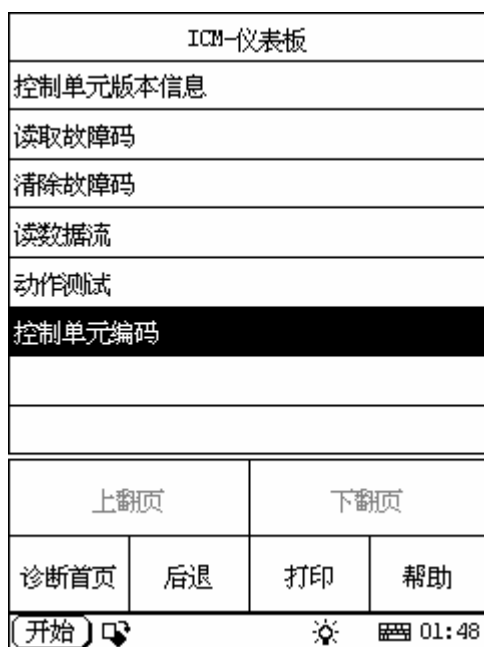 ICM-仪表板
控制单元版本信息
读取故障码
清除故障码
读数据流
动作测试
控制单元编码
上翻页 下翻页
诊断首页 后退 打印 帮助
开始 01:48